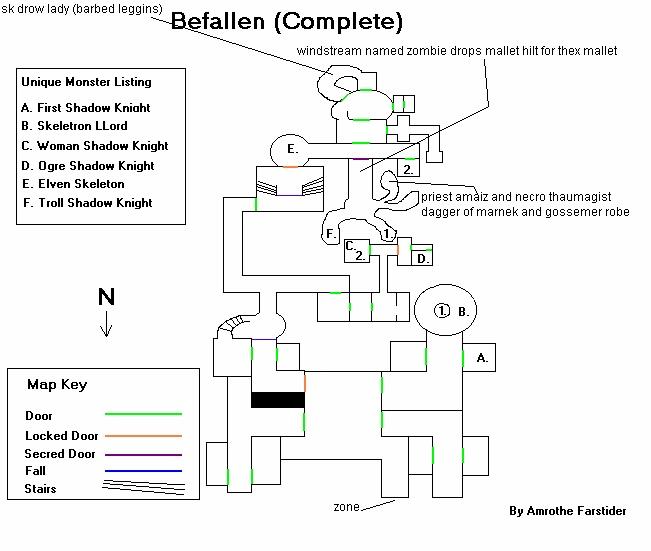 sk drow lady (barbed leggins)
Befallen (Complete)
windstream named zombie drops mallet hilt for thex mallet
Unique Monster Listing
A. First Shadow Knight
B. Skeletron LLord
C. Woman Shadow Knight
D. Ogre Shadow Knight
E. Elven Skeleton
F. Troll Shadow Knight
E.
2.
priest amaiz and necro thaumagist
dagger of marnek and gossemer robe
F.
1.
C.
2.
D.
N
1.
B.
A.
Map Key
Door
Locked Door
Secred Door
Fall
Stairs
zone
By Amrothe Farstider